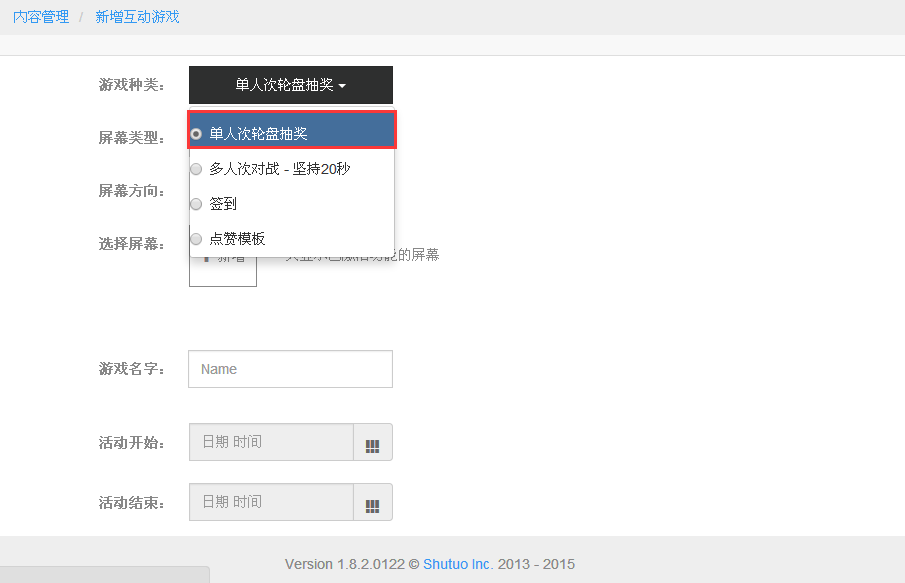 内容管理 / 新增互动游戏
游戏种类: 单人次轮盘抽奖
单人次轮盘抽奖
屏幕类型:
多人次对战 - 坚持20秒
屏幕方向:
签到
选择屏幕:
点赞模板
新增 能的屏幕
游戏名字: Name
活动开始: 日期 时间
活动结束: 日期 时间
Version 1.8.2.0122 © Shutuo Inc. 2013 - 2015